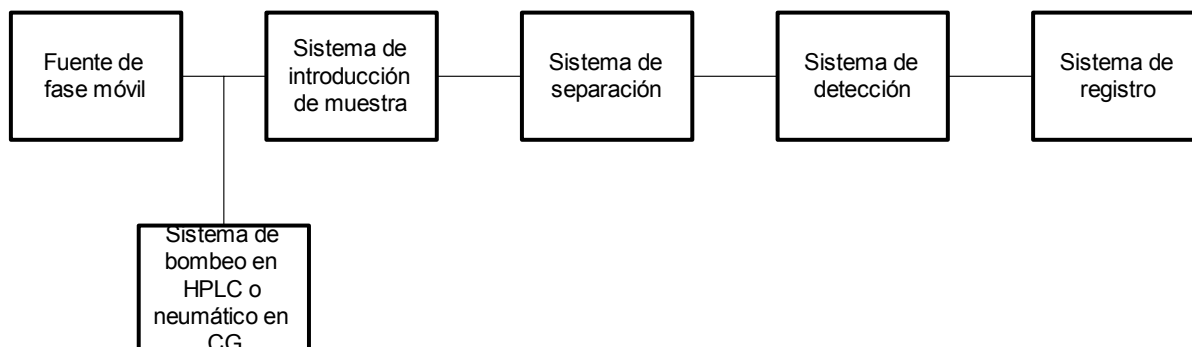 Fuente de
fase móvil
Sistema de
introducción
de muestra
Sistema de
separación
Sistema de
detección
Sistema de
registro
Sistema de
bombeo en
HPLC o
neumático en
CG